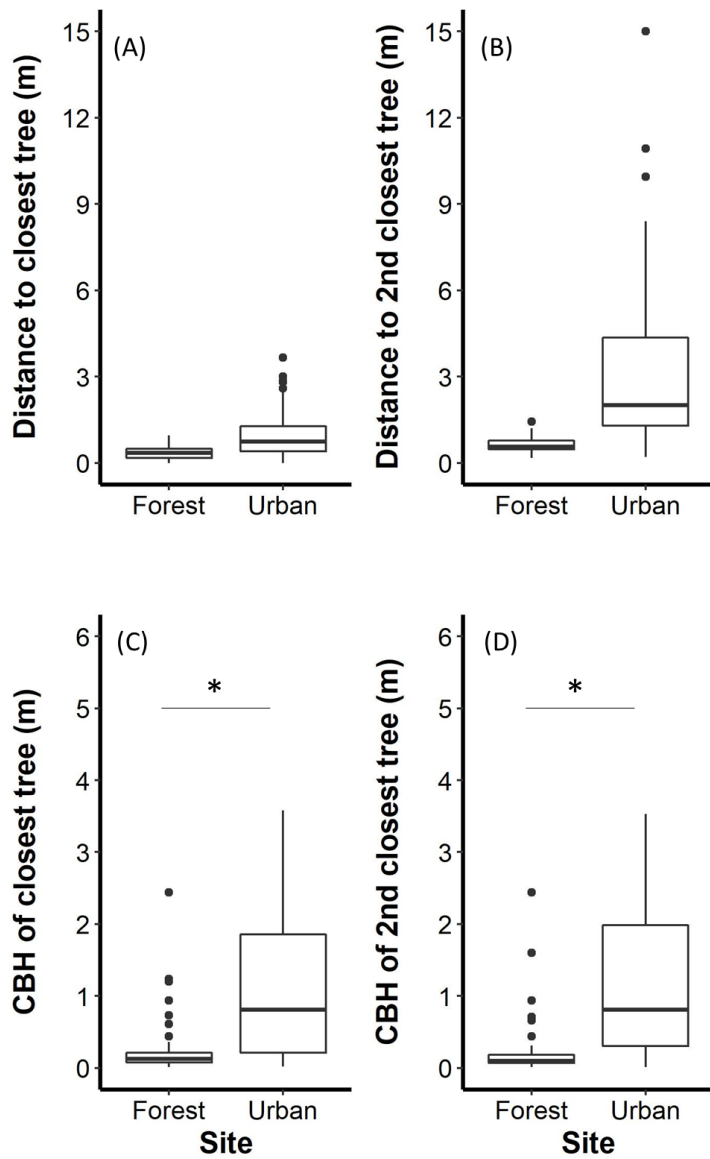 (A)
Distance to closest tree (m)
15
12
9
6
3
0
Forest Urban
(B)
Distance to 2nd closest tree (m)
15
12
9
6
3
0
Forest Urban
(C)
CBH of closest tree (m)
6
5
4
3
2
1
0
*
Forest Urban
Site
(D)
CBH of 2nd closest tree (m)
6
5
4
3
2
1
0
*
Forest Urban
Site